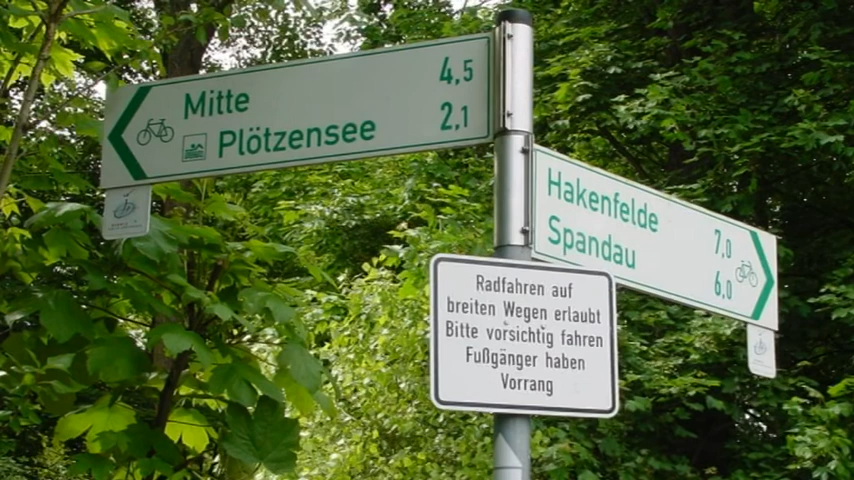 Mitte 4,5
Plötzensee 2,1
Hakenfelde 7,0
Spandau 6,0
Radfahren auf
breiten Wegen erlaubt
Bitte vorsichtig fahren
Fußgänger haben
Vorrang